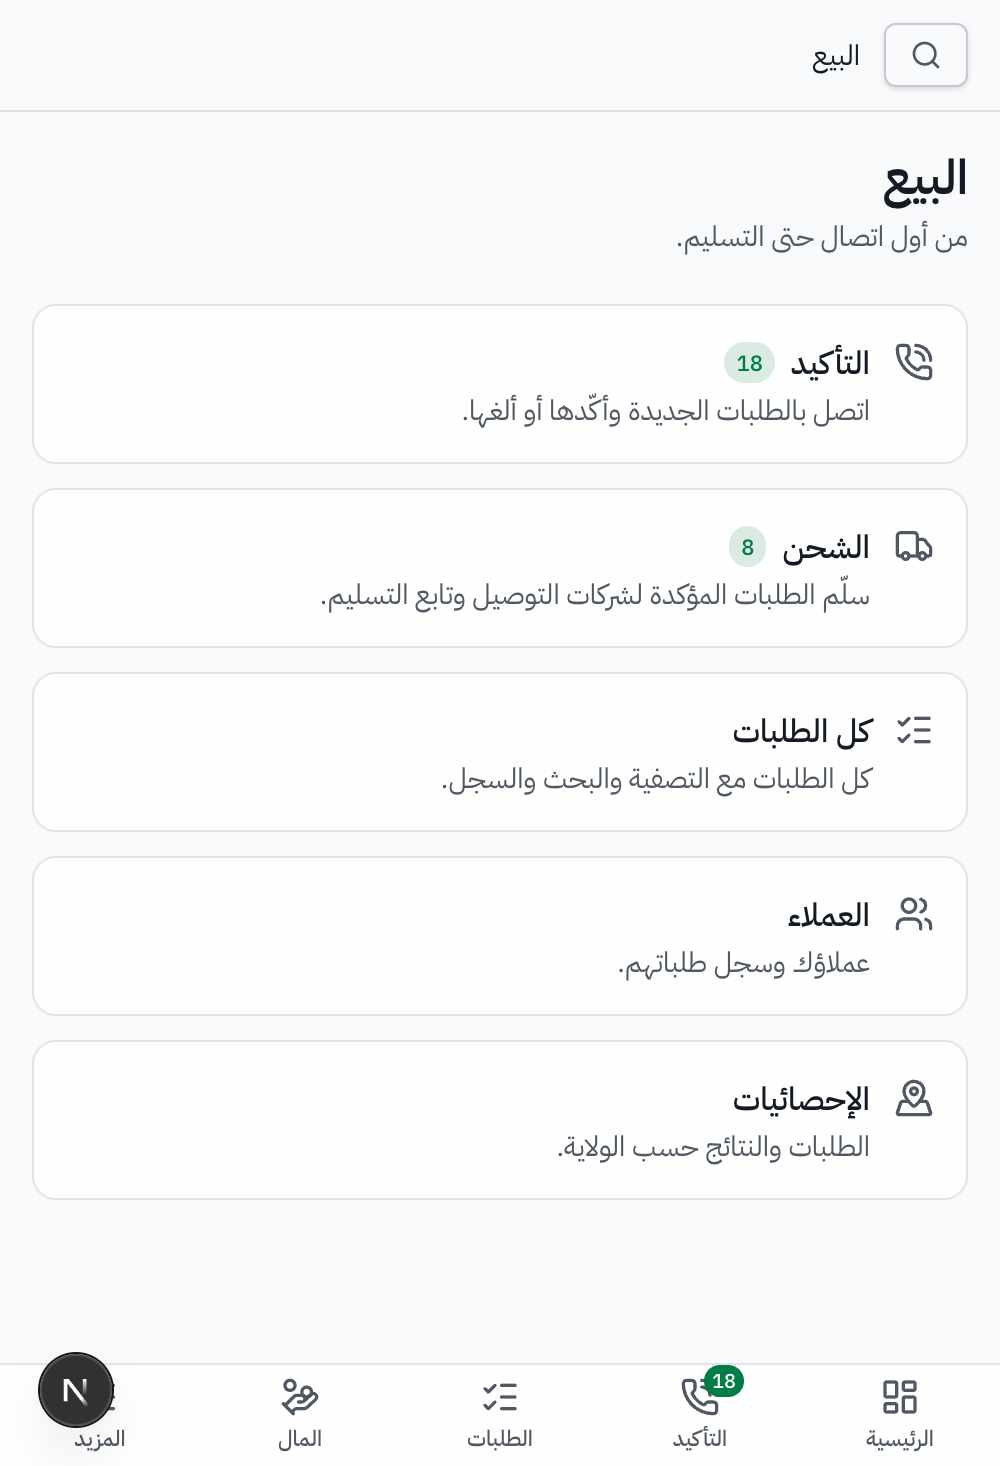 البيع
البيع
من أول اتصال حتى التسليم.
التأكيد 18
اتصل بالطلبات الجديدة وأكّدها أو ألغها.
الشحن 8
سلّم الطلبات المؤكدة لشركات التوصيل وتابع التسليم.
كل الطلبات
كل الطلبات مع التصفية والبحث والسجل.
العملاء
عملاؤك وسجل طلباتهم.
الإحصائيات
الطلبات والنتائج حسب الولاية.
18
الرئيسية التأكيد الطلبات المال المزيد
N